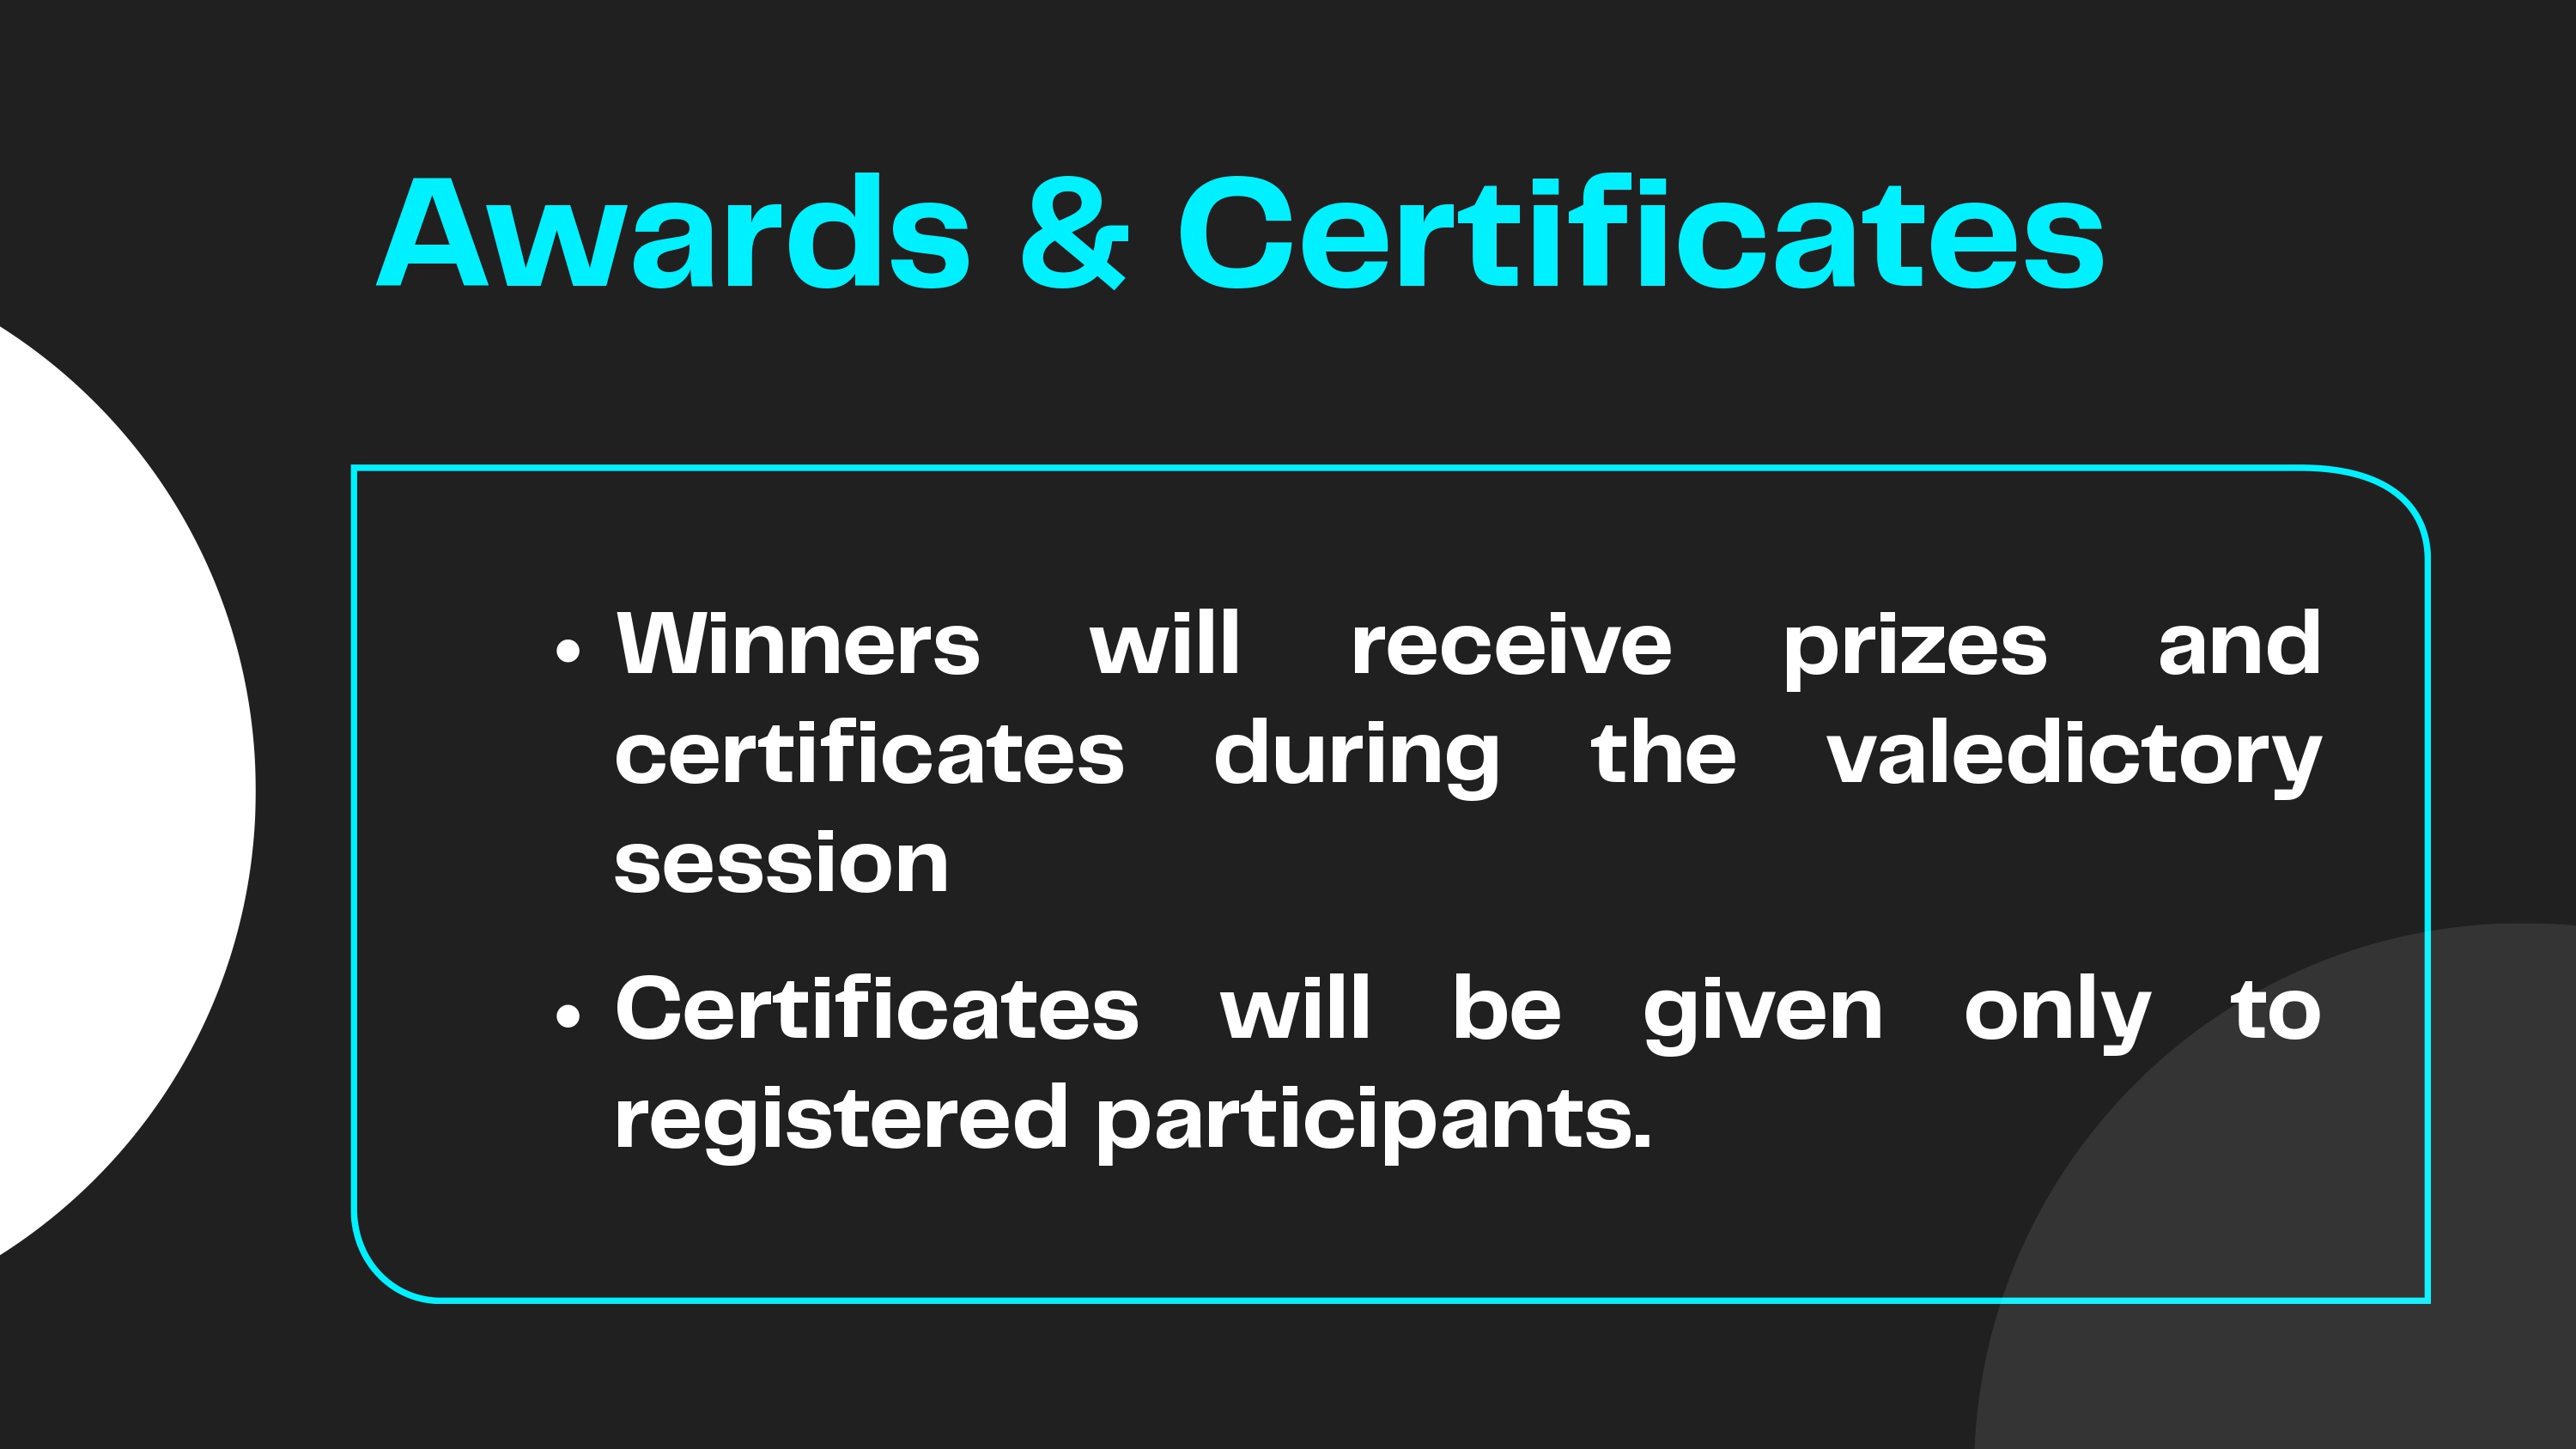 Awards & Certificates
• Winners will receive prizes and
certificates during the valedictory
session
• Certificates will be given only to
registered participants.